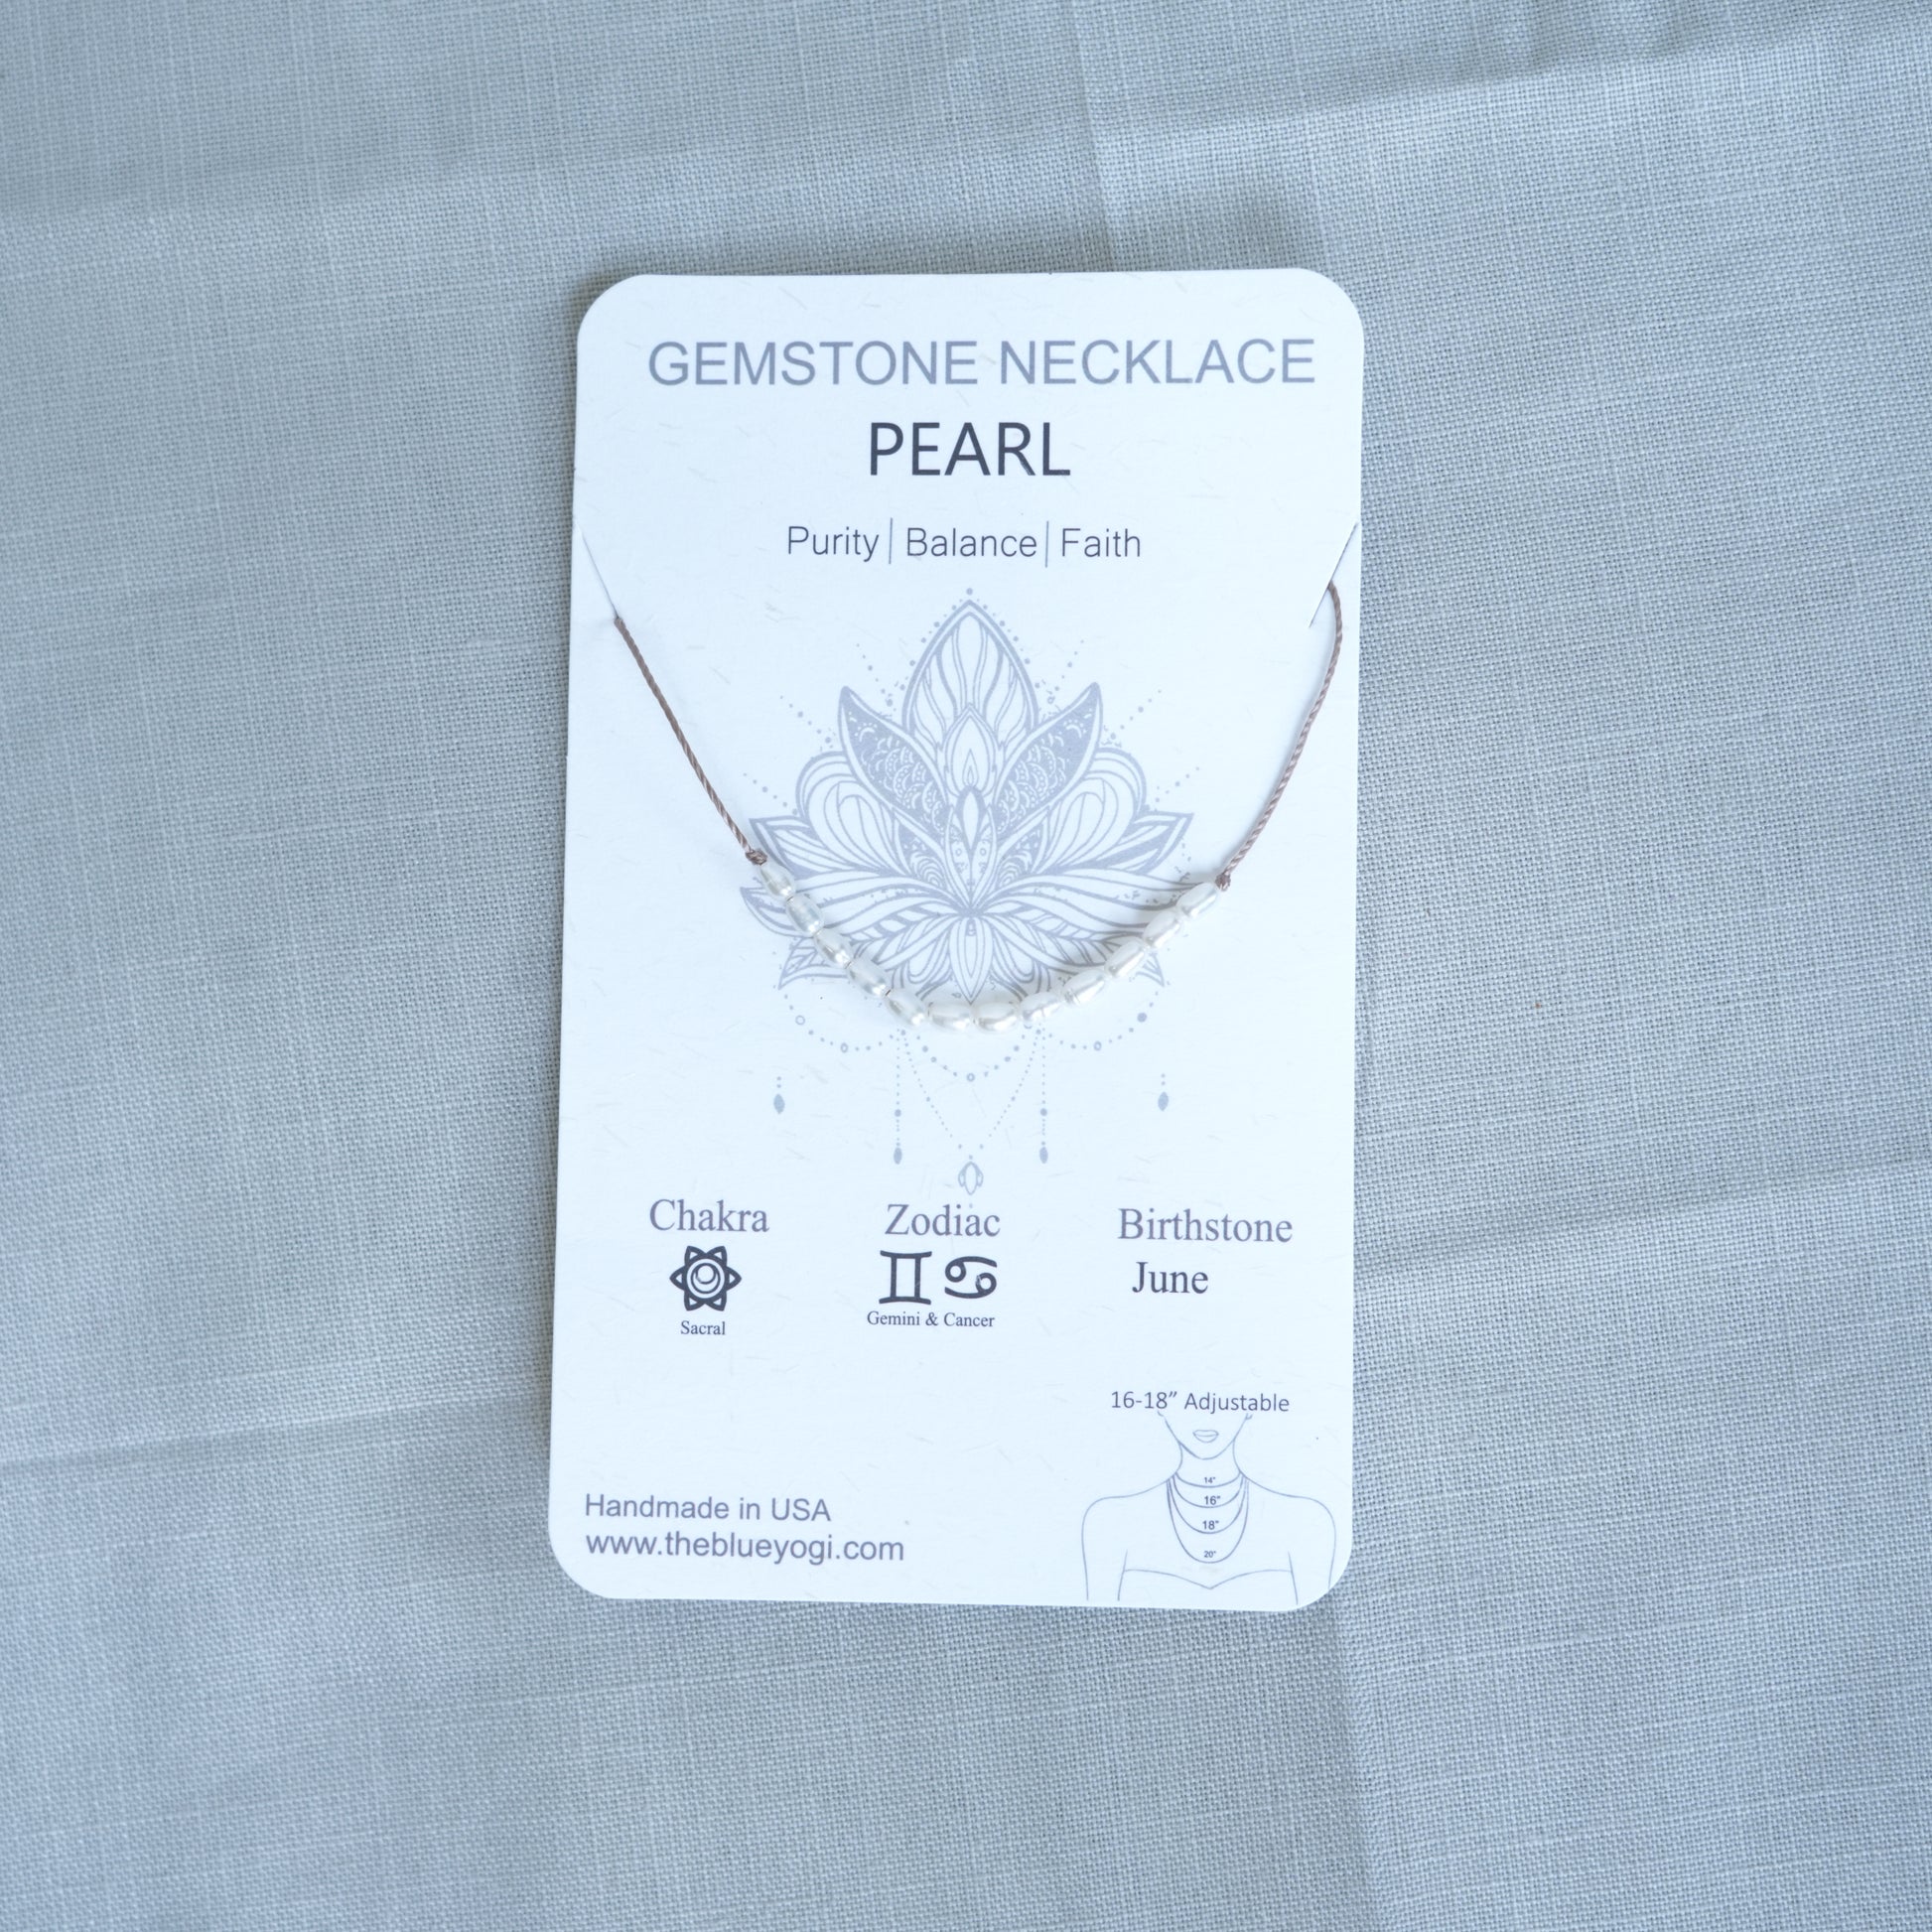 GEMSTONE NECKLACE
PEARL
Purity | Balance | Faith
Chakra
Sacral
Zodiac
Gemini & Cancer
Birthstone
June
16-18” Adjustable
14"
16"
18"
20"
Handmade in USA
www.theblueyogi.com